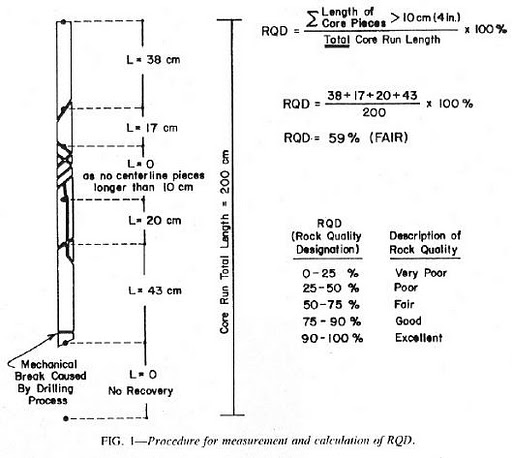 L = 38 cm
L = 17 cm
L = 0
as no centerline pieces
longer than 10 cm
L = 20 cm
L = 43 cm
L = 0
No Recovery
Mechanical
Break Caused
By Drilling
Process
Core Run Total Length = 200 cm
RQD = ∑ Length of Core Pieces > 10 cm (4 in.) / Total Core Run Length x 100 %
RQD = 38 + 17 + 20 + 43 / 200 x 100 %
RQD = 59 % (FAIR)
RQD
(Rock Quality
Designation)
Description of
Rock Quality
0 - 25 % Very Poor
25 - 50 % Poor
50 - 75 % Fair
75 - 90 % Good
90 - 100 % Excellent
FIG. 1—Procedure for measurement and calculation of RQD.